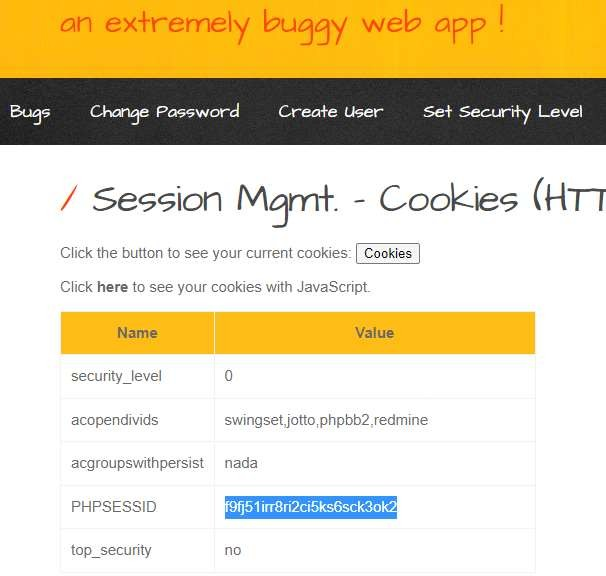 an extremely buggy web app !
Bugs Change Password Create User Set Security Level
/ Session Mgmt. - Cookies (HTT
Click the button to see your current cookies: Cookies
Click here to see your cookies with JavaScript.
Name Value
security_level 0
acopendivids swingset,jotto,phpbb2,redmine
acgroupswithpersist nada
PHPSESSID f9fj51irr8ri2ci5ks6sck3ok2
top_security no